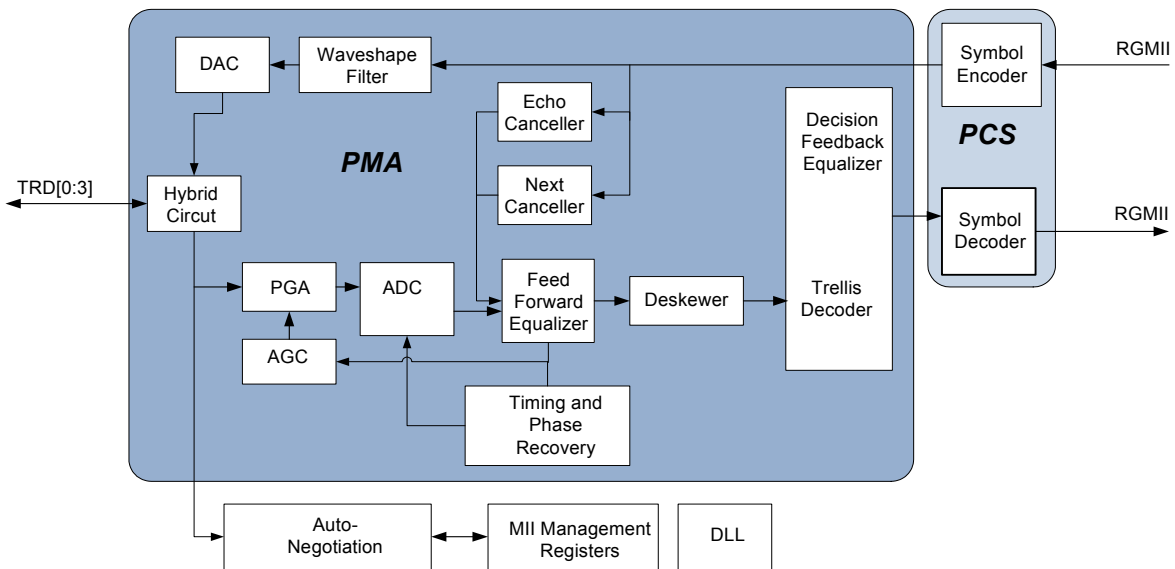 DAC
Waveshape
Filter
Symbol
Encoder
RGMII
Echo
Canceller
Decision
Feedback
Equalizer
PCS
PMA
TRD[0:3]
Hybrid
Circut
Next
Canceller
Symbol
Decoder
RGMII
PGA
ADC
Feed
Forward
Equalizer
Deskewer
Trellis
Decoder
AGC
Timing and
Phase
Recovery
Auto-
Negotiation
MII Management
Registers
DLL